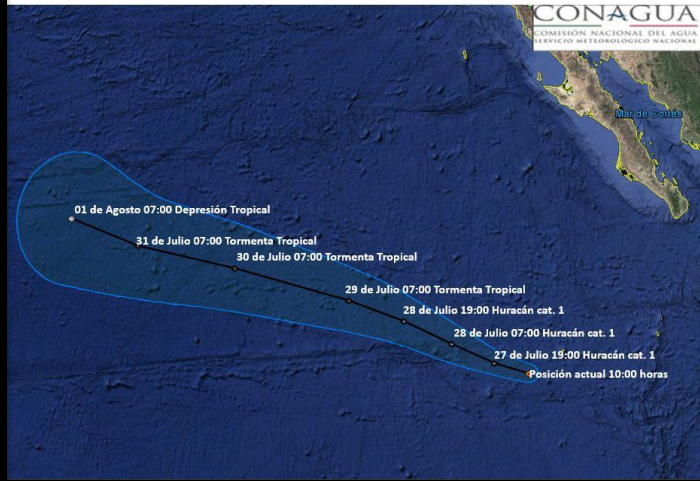 CONAGUA
COMISIÓN NACIONAL DEL AGUA
SERVICIO METEOROLÓGICO NACIONAL
Mar de Cortés
01 de Agosto 07:00 Depresión Tropical
31 de Julio 07:00 Tormenta Tropical
30 de Julio 07:00 Tormenta Tropical
29 de Julio 07:00 Tormenta Tropical
28 de Julio 19:00 Huracán cat. 1
28 de Julio 07:00 Huracán cat. 1
27 de Julio 19:00 Huracán cat. 1
Posición actual 10:00 horas